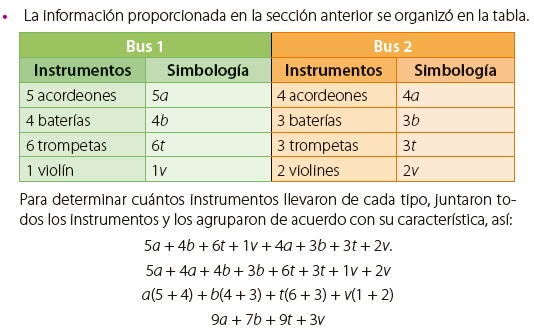 • La información proporcionada en la sección anterior se organizó en la tabla.
Bus 1 Bus 2
Instrumentos Simbología Instrumentos Simbología
5 acordeones 5a 4 acordeones 4a
4 baterías 4b 3 baterías 3b
6 trompetas 6t 3 trompetas 3t
1 violín 1v 2 violines 2v
Para determinar cuántos instrumentos llevaron de cada tipo, juntaron to-
dos los instrumentos y los agruparon de acuerdo con su característica, así:
5a + 4b + 6t + 1v + 4a + 3b + 3t + 2v.
5a + 4a + 4b + 3b + 6t + 3t + 1v + 2v
a(5 + 4) + b(4 + 3) + t(6 + 3) + v(1 + 2)
9a + 7b + 9t + 3v